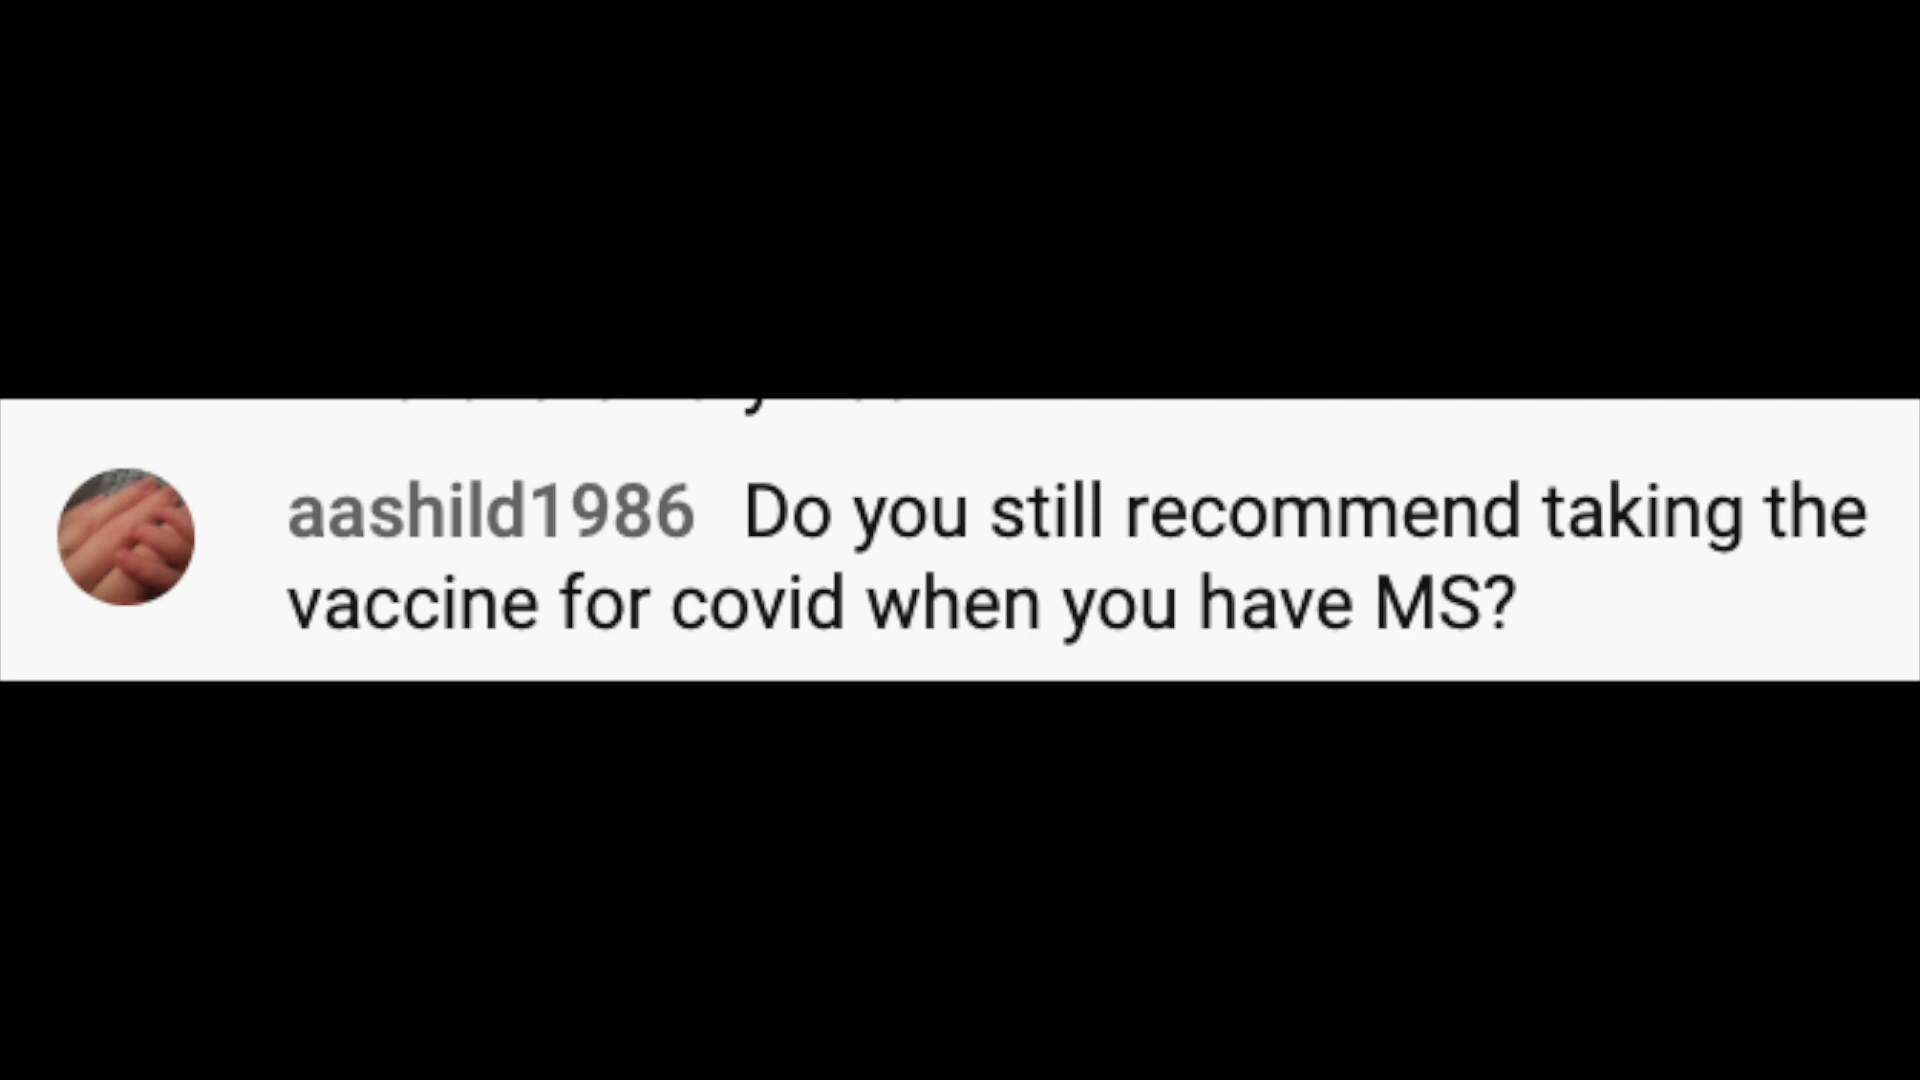 aashild1986 Do you still recommend taking the
vaccine for covid when you have MS?